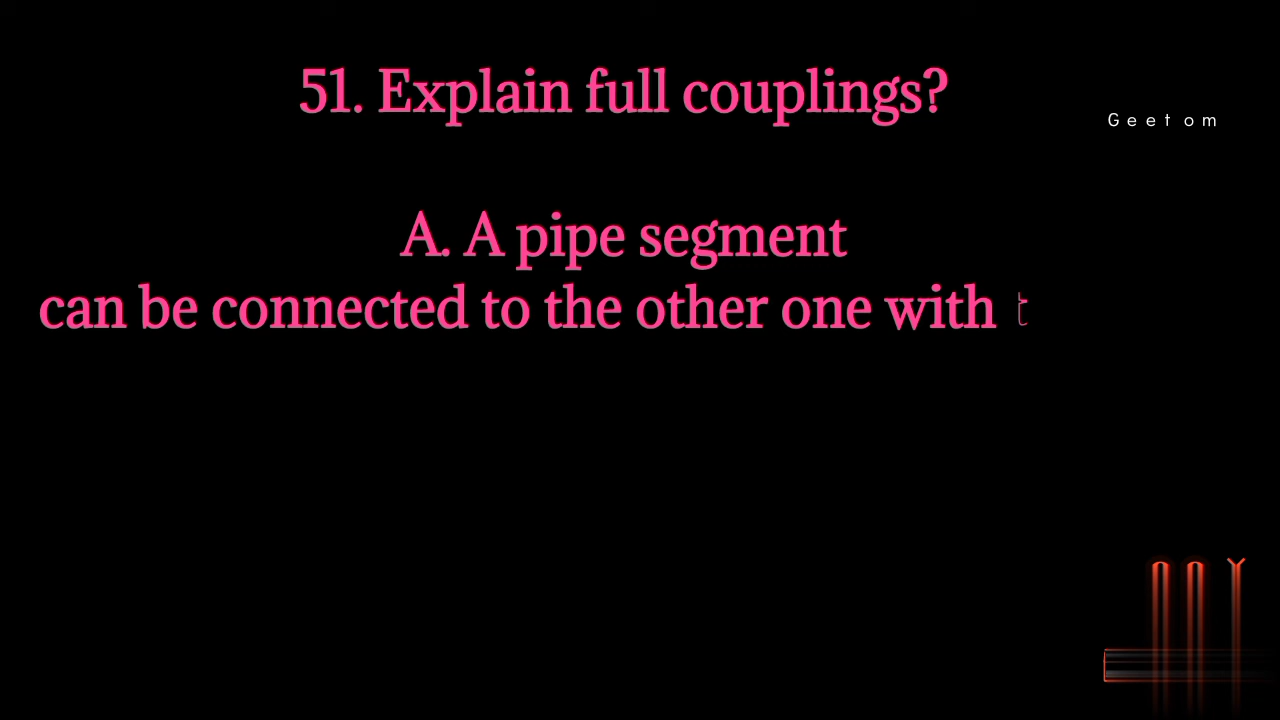 51. Explain full couplings?
Geetom
A. A pipe segment
can be connected to the other one with t